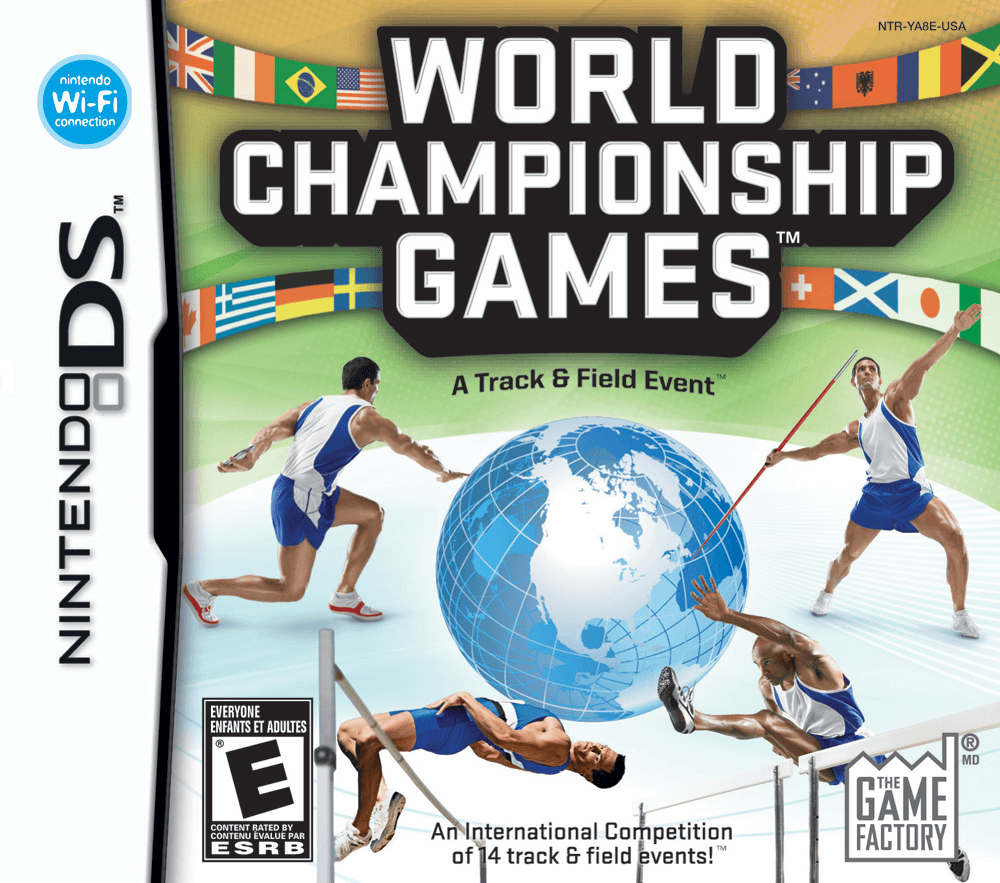 NTR-YA8E-USA
nintendo
Wi-Fi
connection
WORLD
CHAMPIONSHIP
GAMES™
A Track & Field Event™
NINTENDO DS™
EVERYONE
ENFANTS ET ADULTES
®
E
CONTENT RATED BY
CONTENU ÉVALUÉ PAR
ESRB
An International Competition
of 14 track & field events!™
®
MD
THE
GAME
FACTORY